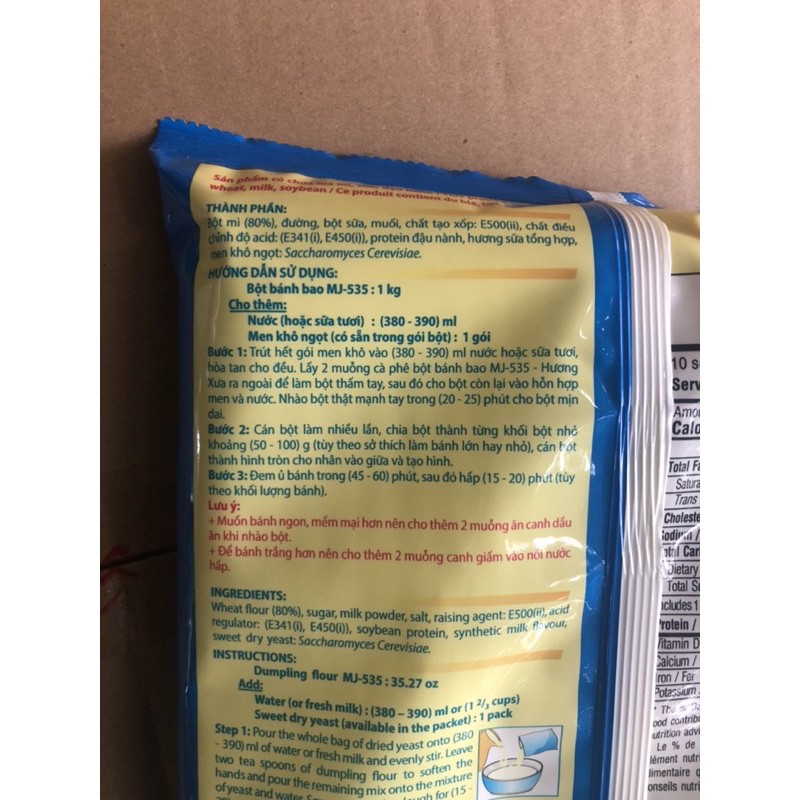 Sản phẩm có chứa
wheat, milk, soybean / Ce produit contient du blé,
THÀNH PHẦN:
Bột mì (80%), đường, bột sữa, muối, chất tạo xốp: E500(ii), chất điều
chỉnh độ acid: (E341(i), E450(i)), protein đậu nành, hương sữa tổng hợp,
men khô ngọt: Saccharomyces Cerevisiae.
HƯỚNG DẪN SỬ DỤNG:
Bột bánh bao MJ-535 : 1 kg
Cho thêm:
Nước (hoặc sữa tươi) : (380 - 390) ml
Men khô ngọt (có sẵn trong gói bột) : 1 gói
Bước 1: Trút hết gói men khô vào (380 - 390) ml nước hoặc sữa tươi,
hòa tan cho đều. Lấy 2 muỗng cà phê bột bánh bao MJ-535 - Hương
Xưa ra ngoài để làm bột thấm tay, sau đó cho bột còn lại vào hỗn hợp
men và nước. Nhào bột thật mạnh tay trong (20 - 25) phút cho bột mịn
dai.
Bước 2: Cán bột làm nhiều lần, chia bột thành từng khối bột nhỏ
khoảng (50 - 100) g (tùy theo sở thích làm bánh lớn hay nhỏ), cán bột
thành hình tròn cho nhân vào giữa và tạo hình.
Bước 3: Đem ủ bánh trong (45 - 60) phút, sau đó hấp (15 - 20) phút (tùy
theo khối lượng bánh).
Lưu ý:
+ Muốn bánh ngon, mềm mại hơn nên cho thêm 2 muỗng ăn canh dầu
ăn khi nhào bột.
+ Để bánh trắng hơn nên cho thêm 2 muỗng canh giấm vào nồi nước
hấp.
INGREDIENTS:
Wheat flour (80%), sugar, milk powder, salt, raising agent: E500(ii), acid
regulator: (E341(i), E450(i)), soybean protein, synthetic milk flavour,
sweet dry yeast: Saccharomyces Cerevisiae.
INSTRUCTIONS:
Dumpling flour MJ-535 : 35.27 oz
Add:
Water (or fresh milk) : (380 – 390) ml or (1 2/3 cups)
Sweet dry yeast (available in the packet) : 1 pack
Step 1: Pour the whole bag of dried yeast onto (380
- 390) ml of water or fresh milk and evenly stir. Leave
two tea spoons of dumpling flour to soften the
hands and pour the remaining mix onto the mixture
of yeast and water. for (15 -
10
Calo
Total
Trans
Sodium /
Dietary
Total
Includes 1
Protein /
Vitamin D
Calcium /
Iron / Fer
Potassium
Le % de